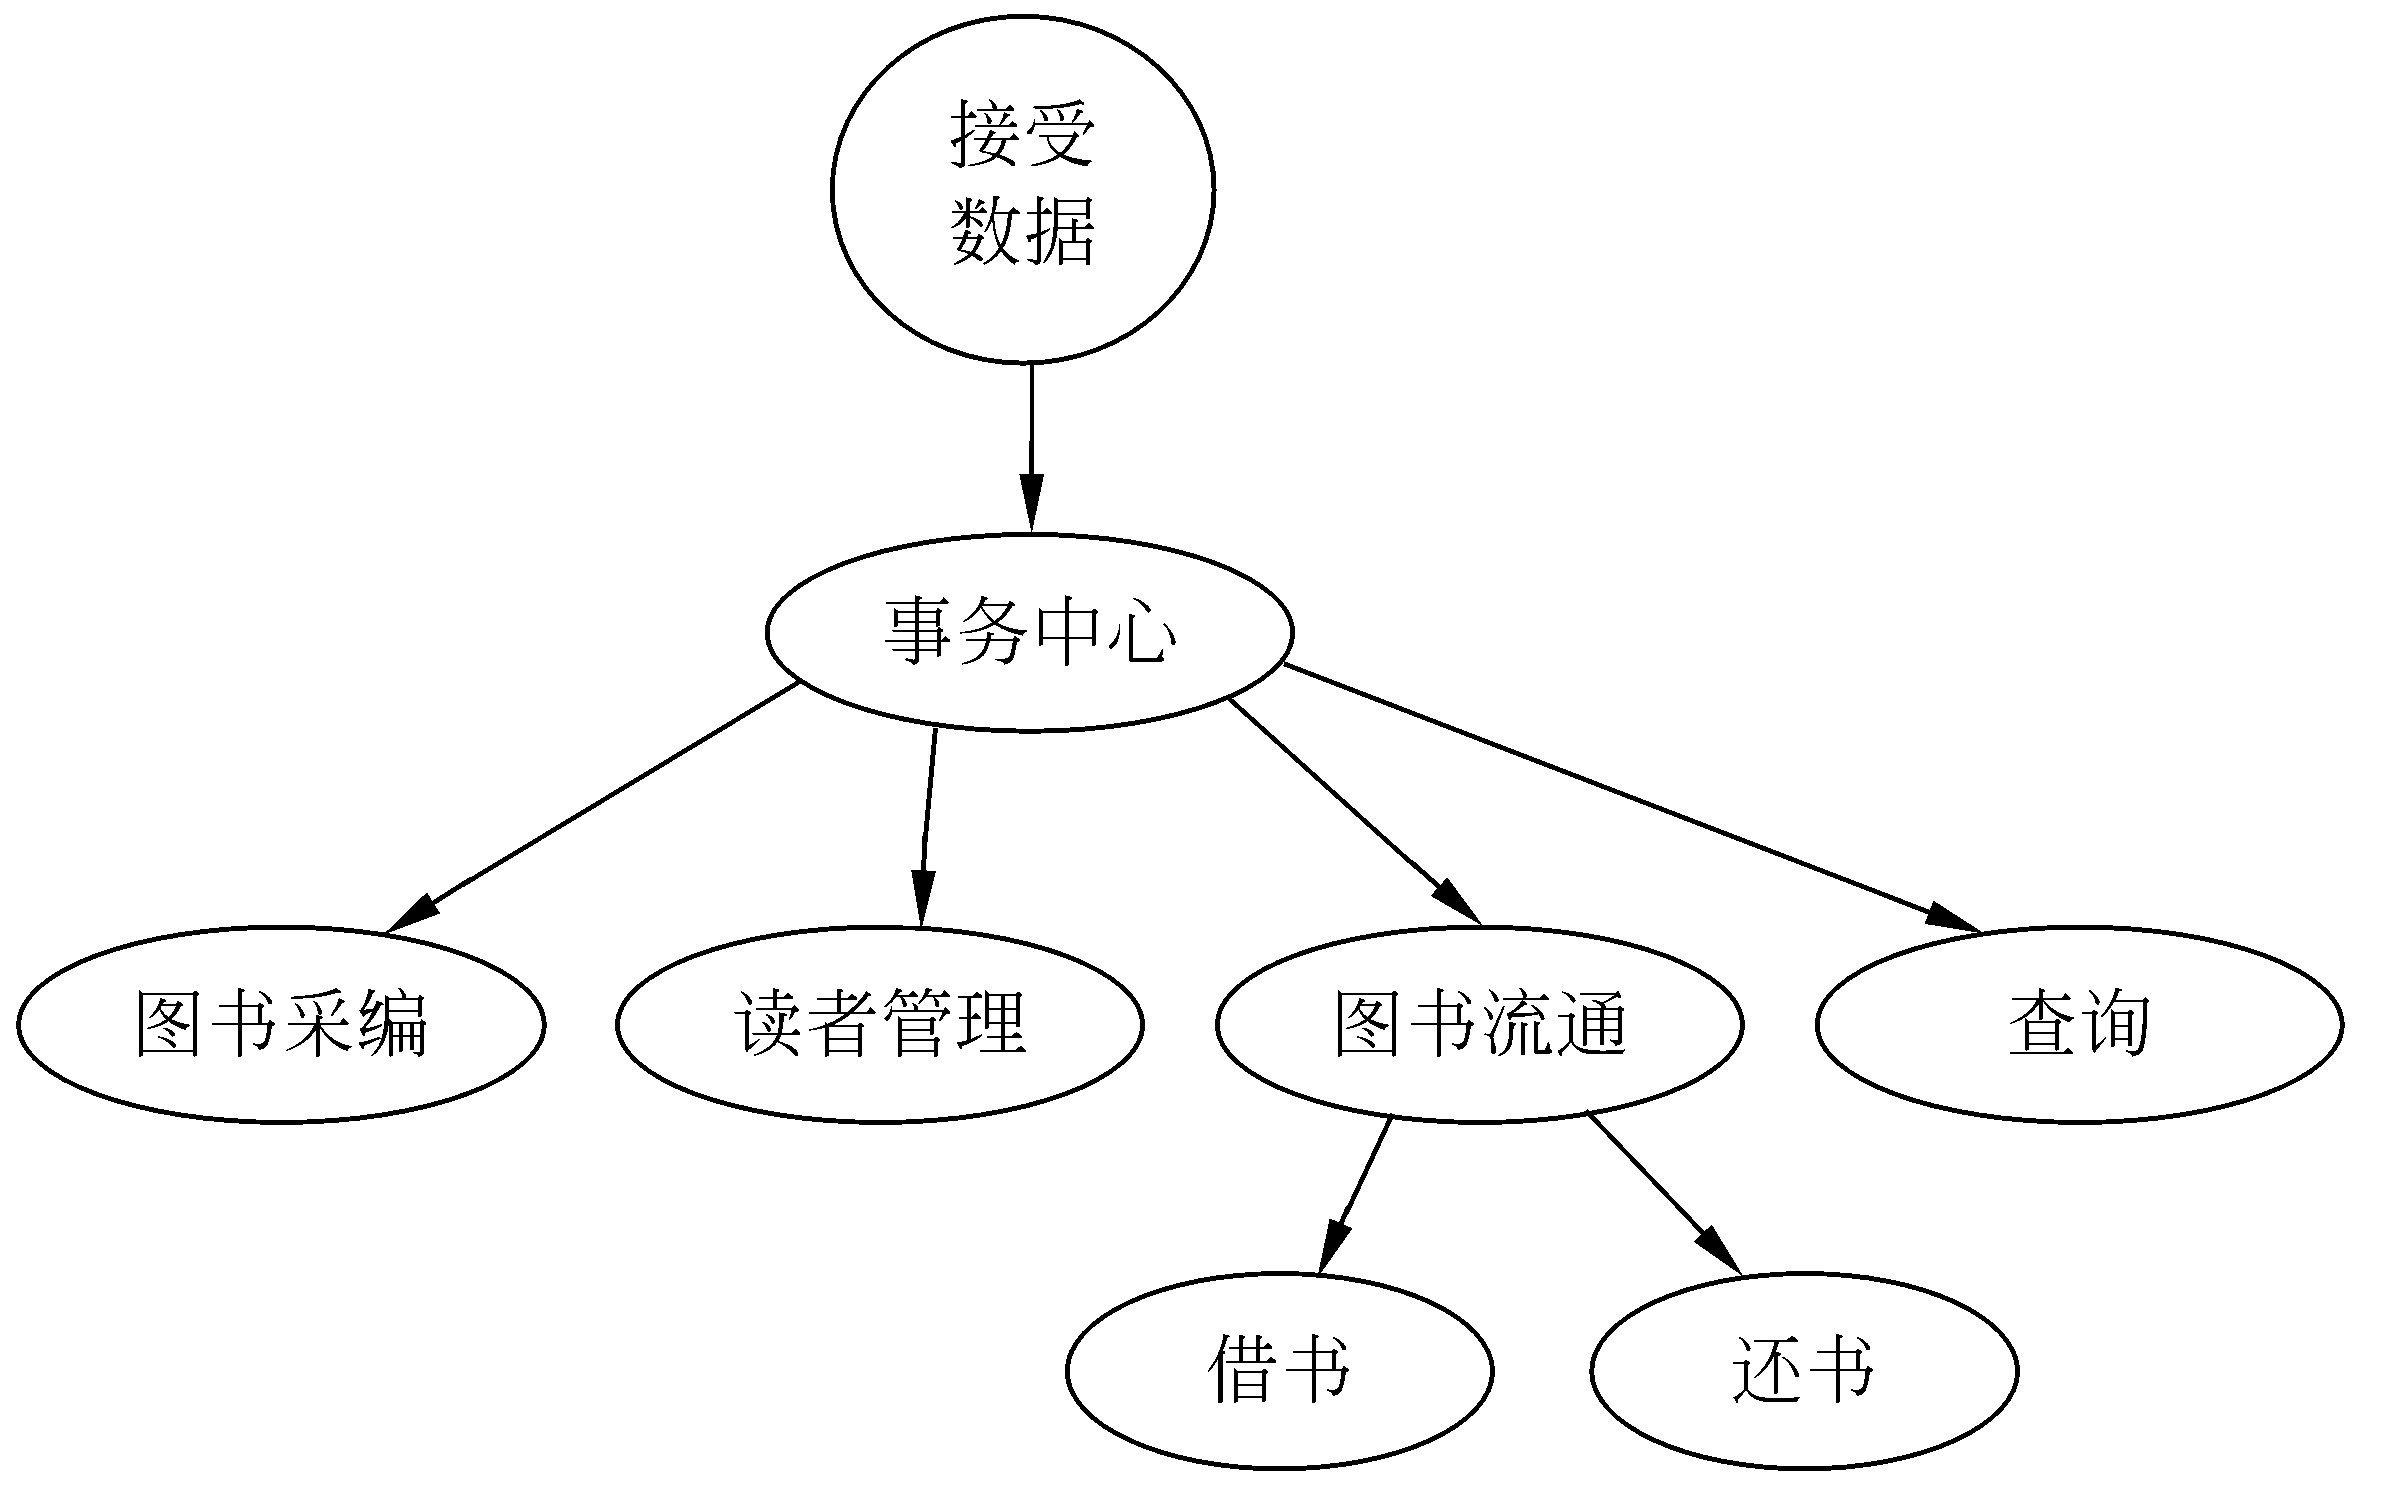 接受
数据
事务中心
图书采编
读者管理
图书流通
查询
借书
还书